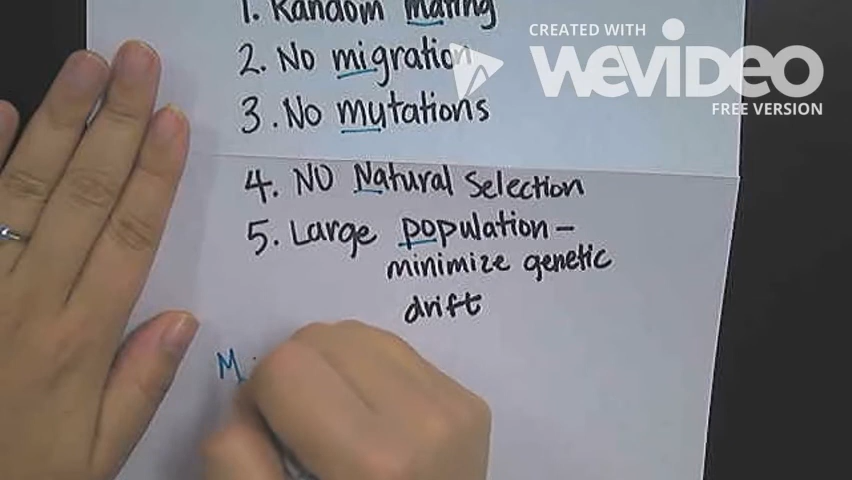 1. Random mating
2. No migration
3. No mutations
4. NO Natural Selection
5. Large population -
minimize genetic
drift
M
CREATED WITH
WEVIDEO
FREE VERSION